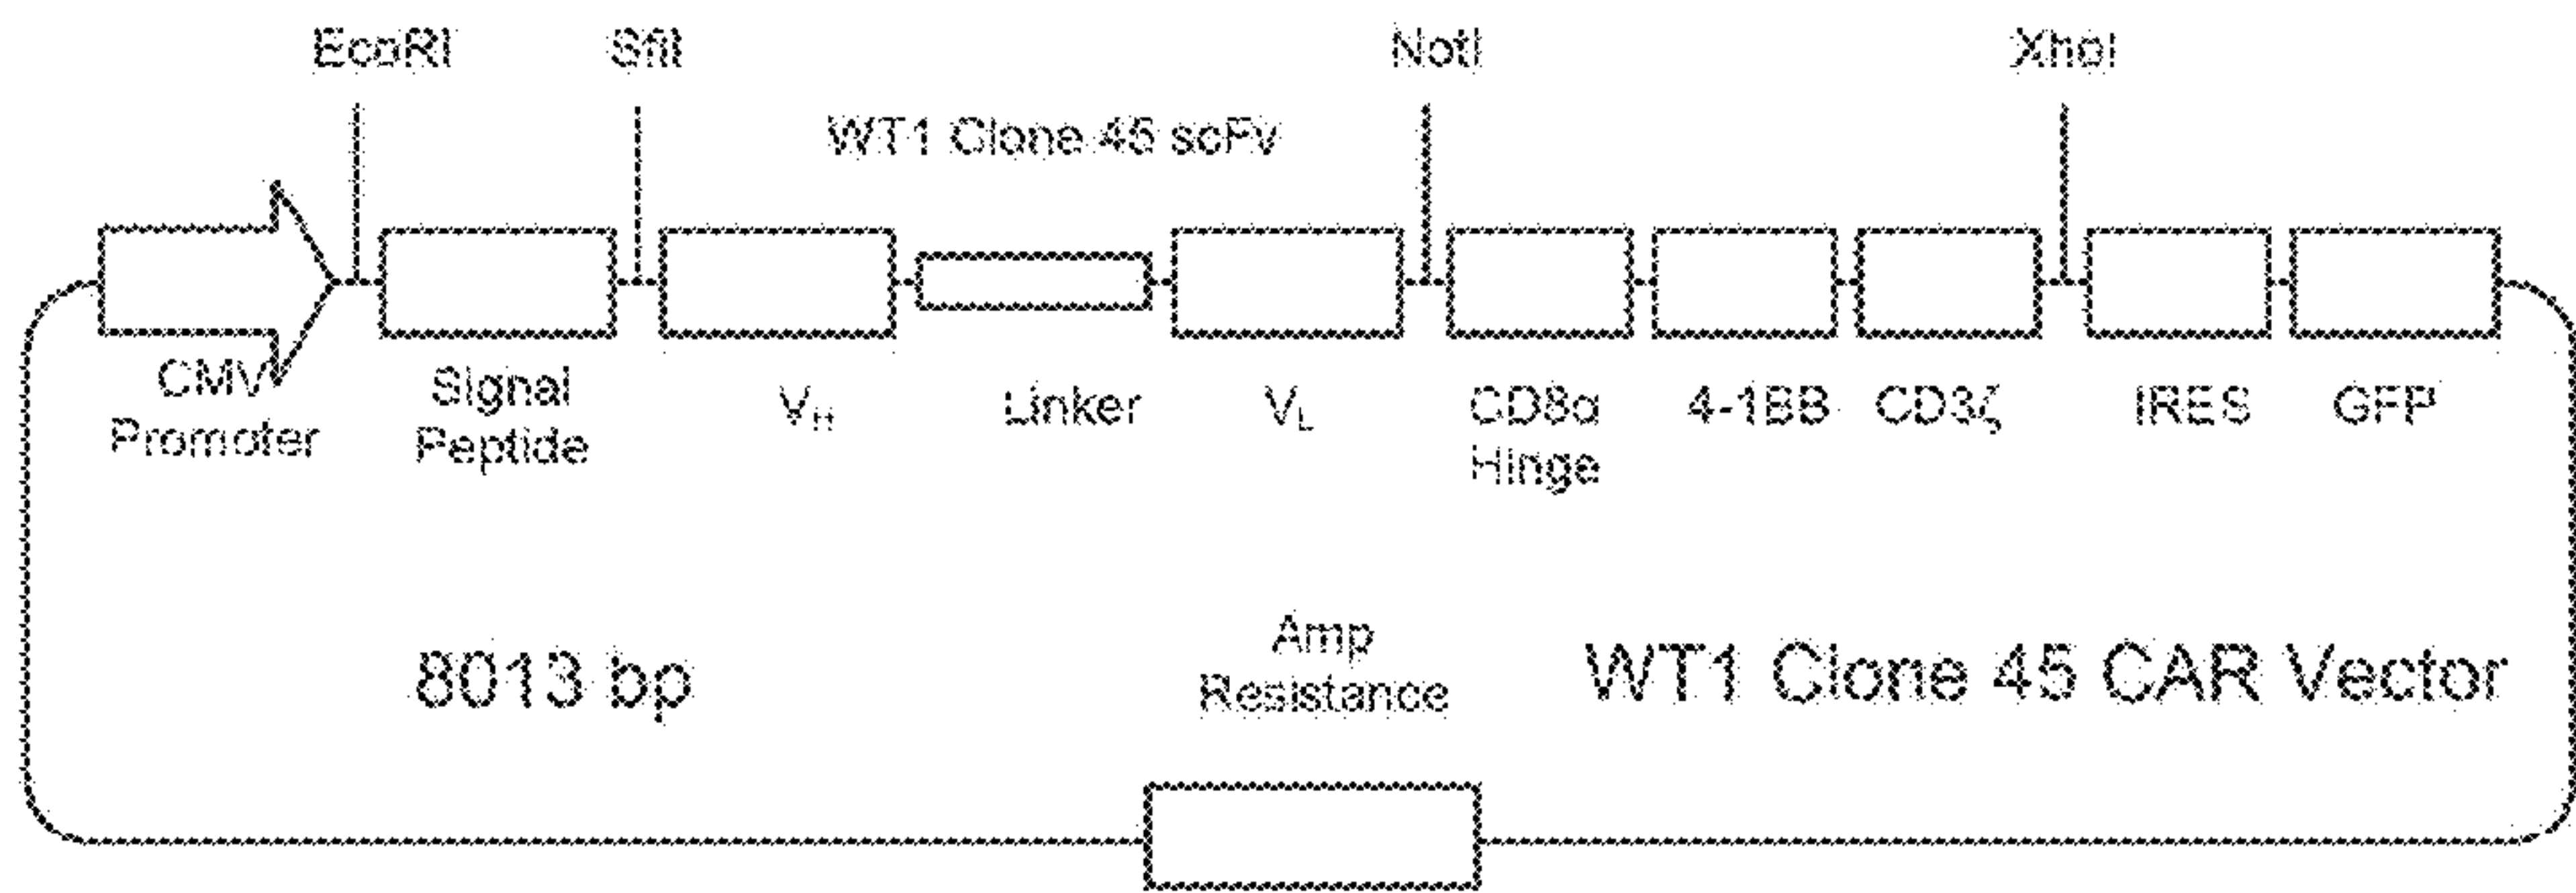 EcoRI SfiI NotI XhoI
WT1 Clone 45 scFv
CMV
Promoter
Signal
Peptide
VH
Linker
VL
CD8α
Hinge
4-1BB
CD3ζ
IRES
GFP
8013 bp
Amp
Resistance
WT1 Clone 45 CAR Vector